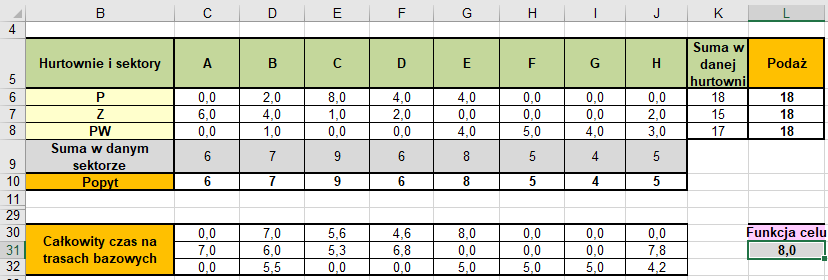 B C D E F G H I J K L
4
5 Hurtownie i sektory A B C D E F G H Suma w danej hurtowni Podaż
6 P 0,0 2,0 8,0 4,0 4,0 0,0 0,0 0,0 18 18
7 Z 6,0 4,0 1,0 2,0 0,0 0,0 0,0 2,0 15 18
8 PW 0,0 1,0 0,0 0,0 4,0 5,0 4,0 3,0 17 18
9 Suma w danym sektorze 6 7 9 6 8 5 4 5
10 Popyt 6 7 9 6 8 5 4 5
11
29
30 Całkowity czas na trasach bazowych 0,0 7,0 5,6 4,6 8,0 0,0 0,0 0,0 Funkcja celu
31 7,0 6,0 5,3 6,8 0,0 0,0 0,0 7,8 8,0
32 0,0 5,5 0,0 0,0 5,0 5,0 5,0 4,2